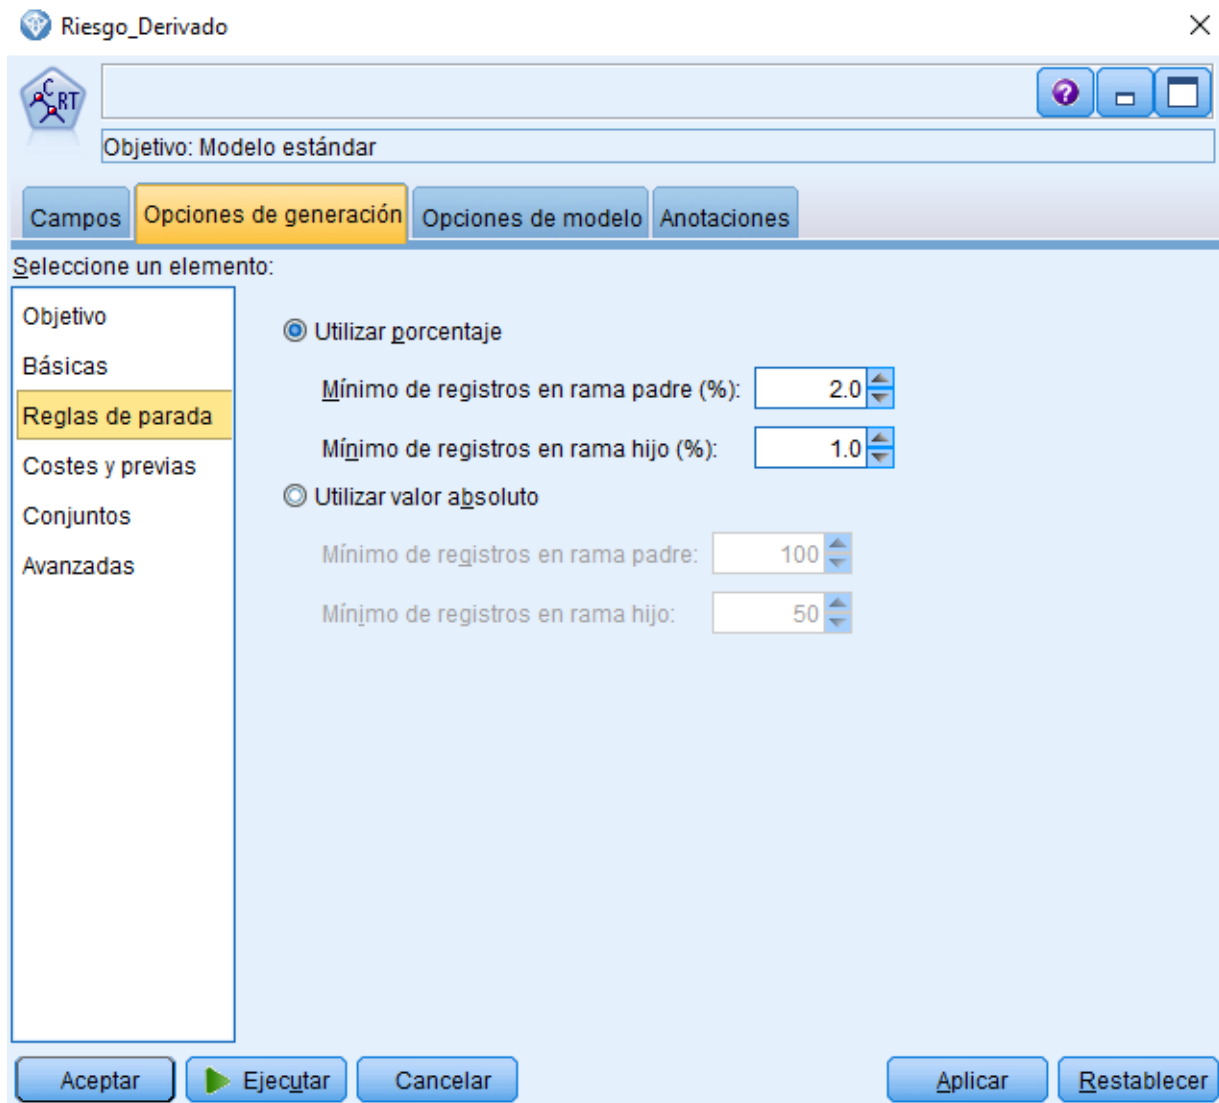 Riesgo_Derivado
C RT
Objetivo: Modelo estándar
Campos Opciones de generación Opciones de modelo Anotaciones
Seleccione un elemento:
Objetivo
Básicas
Reglas de parada
Costes y previas
Conjuntos
Avanzadas
Utilizar porcentaje
Mínimo de registros en rama padre (%): 2.0
Mínimo de registros en rama hijo (%): 1.0
Utilizar valor absoluto
Mínimo de registros en rama padre: 100
Mínimo de registros en rama hijo: 50
Aceptar Ejecutar Cancelar Aplicar Restablecer